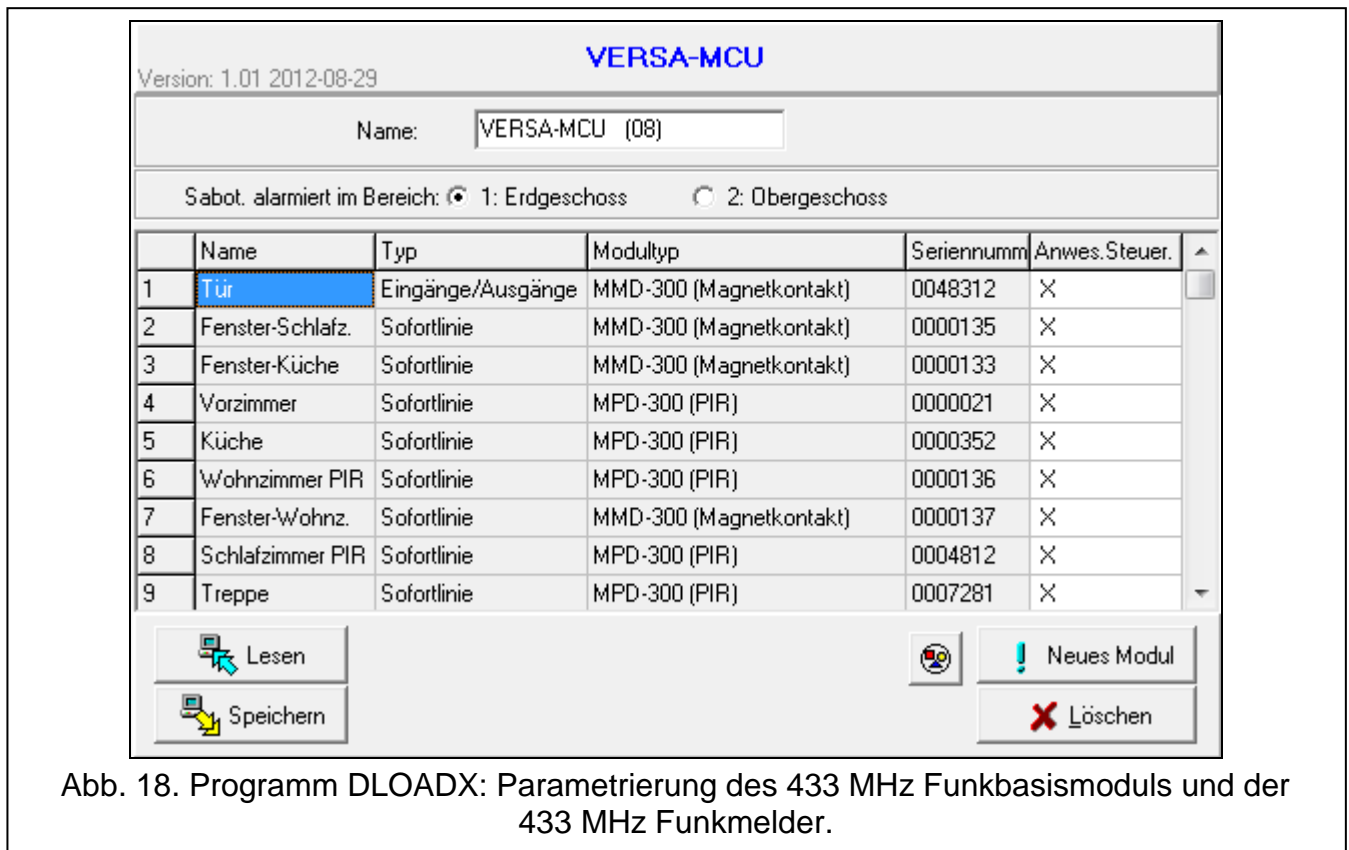 VERSA-MCU
Version: 1.01 2012-08-29
Name: VERSA-MCU (08)
Sabot. alarmiert im Bereich: 1: Erdgeschoss 2: Obergeschoss
Name Typ Modultyp Seriennumm Anwes.Steuer.
1 Tür Eingänge/Ausgänge MMD-300 (Magnetkontakt) 0048312 X
2 Fenster-Schlafz. Sofortlinie MMD-300 (Magnetkontakt) 0000135 X
3 Fenster-Küche Sofortlinie MMD-300 (Magnetkontakt) 0000133 X
4 Vorzimmer Sofortlinie MPD-300 (PIR) 0000021 X
5 Küche Sofortlinie MPD-300 (PIR) 0000352 X
6 Wohnzimmer PIR Sofortlinie MPD-300 (PIR) 0000136 X
7 Fenster-Wohnz. Sofortlinie MMD-300 (Magnetkontakt) 0000137 X
8 Schlafzimmer PIR Sofortlinie MPD-300 (PIR) 0004812 X
9 Treppe Sofortlinie MPD-300 (PIR) 0007281 X
Lesen Neues Modul
Speichern Löschen
Abb. 18. Programm DLOADX: Parametrierung des 433 MHz Funkbasismoduls und der
433 MHz Funkmelder.